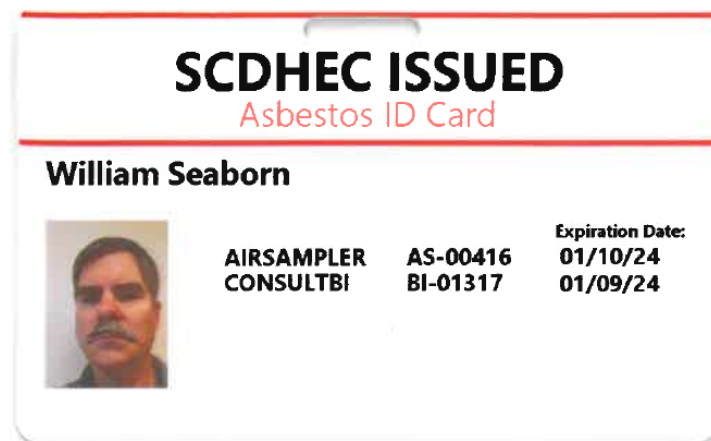 SCDHEC ISSUED
Asbestos ID Card
William Seaborn
Expiration Date:
AIRSAMPLER AS-00416 01/10/24
CONSULTBI BI-01317 01/09/24